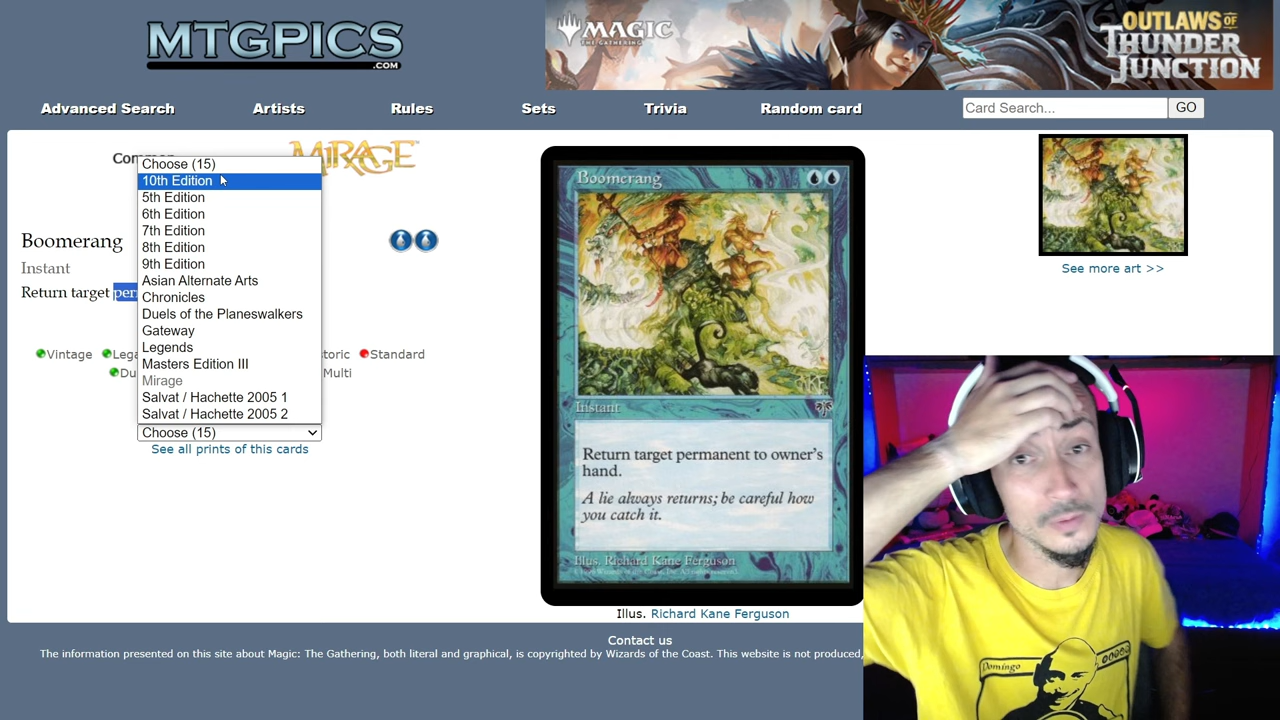 MTGPICS
.COM
MAGIC
THE GATHERING
OUTLAWS OF
THUNDER
JUNCTION
Advanced Search
Artists
Rules
Sets
Trivia
Random card
Card Search...
GO
MIRAGE
Choose (15)
10th Edition
5th Edition
6th Edition
7th Edition
8th Edition
9th Edition
Asian Alternate Arts
Chronicles
Duels of the Planeswalkers
Gateway
Legends
Masters Edition III
Mirage
Salvat / Hachette 2005 1
Salvat / Hachette 2005 2
Choose (15)
See all prints of this cards
Boomerang
Instant
Return target
Vintage
Standard
Multi
Boomerang
Instant
Return target permanent to owner's
hand.
A lie always returns; be careful how
you catch it.
Illus. Richard Kane Ferguson
Illus. Richard Kane Ferguson
See more art >>
Contact us
The information presented on this site about Magic: The Gathering, both literal and graphical, is copyrighted by Wizards of the Coast. This website is not produced,
Domingo